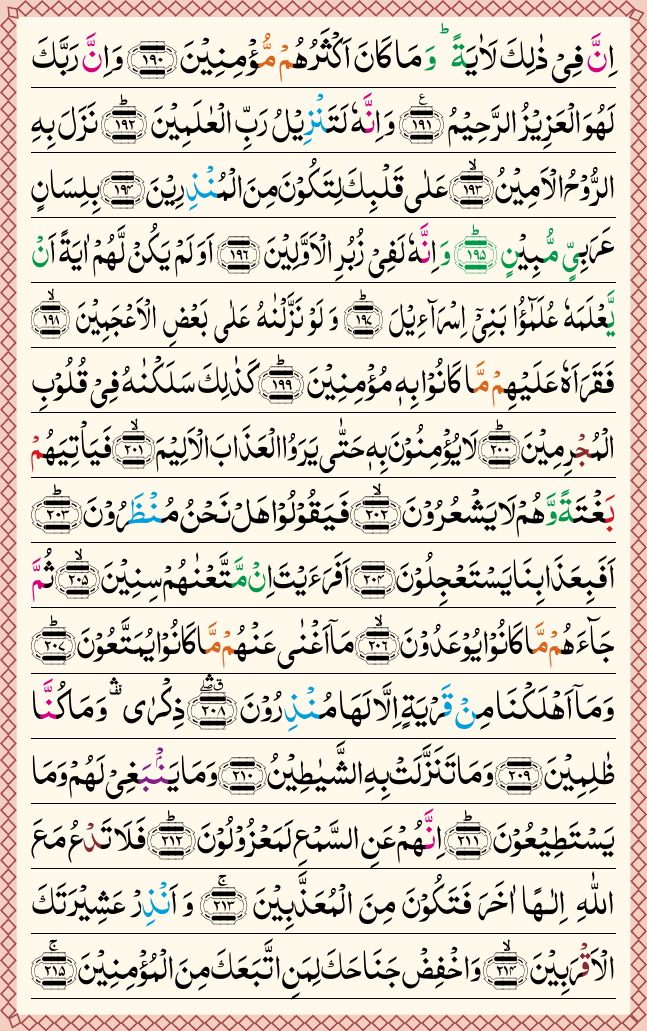 اِنَّ فِیْ ذٰلِکَ لَاٰیَۃً ؕ وَ مَا کَانَ اَکْثَرُھُمْ مُّؤْمِنِیْنَ ﴿۱۹۰﴾ وَ اِنَّ رَبَّکَ
لَھُوَ الْعَزِیْزُ الرَّحِیْمُ ﴿۱۹۱﴾٪ وَ اِنَّہٗ لَتَنْزِیْلُ رَبِّ الْعٰلَمِیْنَ ﴿۱۹۲﴾ؕ نَزَلَ بِہِ
الرُّوْحُ الْاَمِیْنُ ﴿۱۹۳﴾ۙ عَلٰی قَلْبِکَ لِتَکُوْنَ مِنَ الْمُنْذِرِیْنَ ﴿۱۹۴﴾ؕ بِلِسَانٍ
عَرَبِیٍّ مُّبِیْنٍ ﴿۱۹۵﴾ؕ وَ اِنَّہٗ لَفِیْ زُبُرِ الْاَوَّلِیْنَ ﴿۱۹۶﴾ اَوَ لَمْ یَکُنْ لَّھُمْ اٰیَۃً اَنْ
یَّعْلَمَہٗ عُلَمٰٓؤُا بَنِیْۤ اِسْرَآءِیْلَ ﴿۱۹۷﴾ؕ وَ لَوْ نَزَّلْنٰہُ عَلٰی بَعْضِ الْاَعْجَمِیْنَ ﴿۱۹۸﴾ۙ
فَقَرَاَہٗ عَلَیْھِمْ مَّا کَانُوْا بِہٖ مُؤْمِنِیْنَ ﴿۱۹۹﴾ؕ کَذٰلِکَ سَلَکْنٰہُ فِیْ قُلُوْبِ
الْمُجْرِمِیْنَ ﴿۲۰۰﴾ؕ لَا یُؤْمِنُوْنَ بِہٖ حَتّٰی یَرَوُا الْعَذَابَ الْاَلِیْمَ ﴿۲۰۱﴾ۙ فَیَاْتِیَھُمْ
بَغْتَۃً وَّ ھُمْ لَا یَشْعُرُوْنَ ﴿۲۰۲﴾ۙ فَیَقُوْلُوْا ھَلْ نَحْنُ مُنْظَرُوْنَ ﴿۲۰۳﴾ؕ
اَفَبِعَذَابِنَا یَسْتَعْجِلُوْنَ ﴿۲۰۴﴾ اَفَرَءَیْتَ اِنْ مَّتَّعْنٰھُمْ سِنِیْنَ ﴿۲۰۵﴾ۙ ثُمَّ
جَآءَھُمْ مَّا کَانُوْا یُوْعَدُوْنَ ﴿۲۰۶﴾ۙ مَاۤ اَغْنٰی عَنْھُمْ مَّا کَانُوْا یُمَتَّعُوْنَ ﴿۲۰۷﴾ؕ
وَ مَاۤ اَھْلَکْنَا مِنْ قَرْیَۃٍ اِلَّا لَھَا مُنْذِرُوْنَ ﴿۲۰۸﴾ ذِکْرٰی وَ مَا کُنَّا
ظٰلِمِیْنَ ﴿۲۰۹﴾ وَ مَا تَنَزَّلَتْ بِہِ الشَّیٰطِیْنُ ﴿۲۱۰﴾ وَ مَا یَنْۢبَغِیْ لَھُمْ وَ مَا
یَسْتَطِیْعُوْنَ ﴿۲۱۱﴾ؕ اِنَّھُمْ عَنِ السَّمْعِ لَمَعْزُوْلُوْنَ ﴿۲۱۲﴾ؕ فَلَا تَدْعُ مَعَ
اللّٰہِ اِلٰـھًا اٰخَرَ فَتَکُوْنَ مِنَ الْمُعَذَّبِیْنَ ﴿۲۱۳﴾ۚ وَ اَنْذِرْ عَشِیْرَتَکَ
الْاَقْرَبِیْنَ ﴿۲۱۴﴾ۙ وَ اخْفِضْ جَنَاحَکَ لِمَنِ اتَّبَعَکَ مِنَ الْمُؤْمِنِیْنَ ﴿۲۱۵﴾ۚ